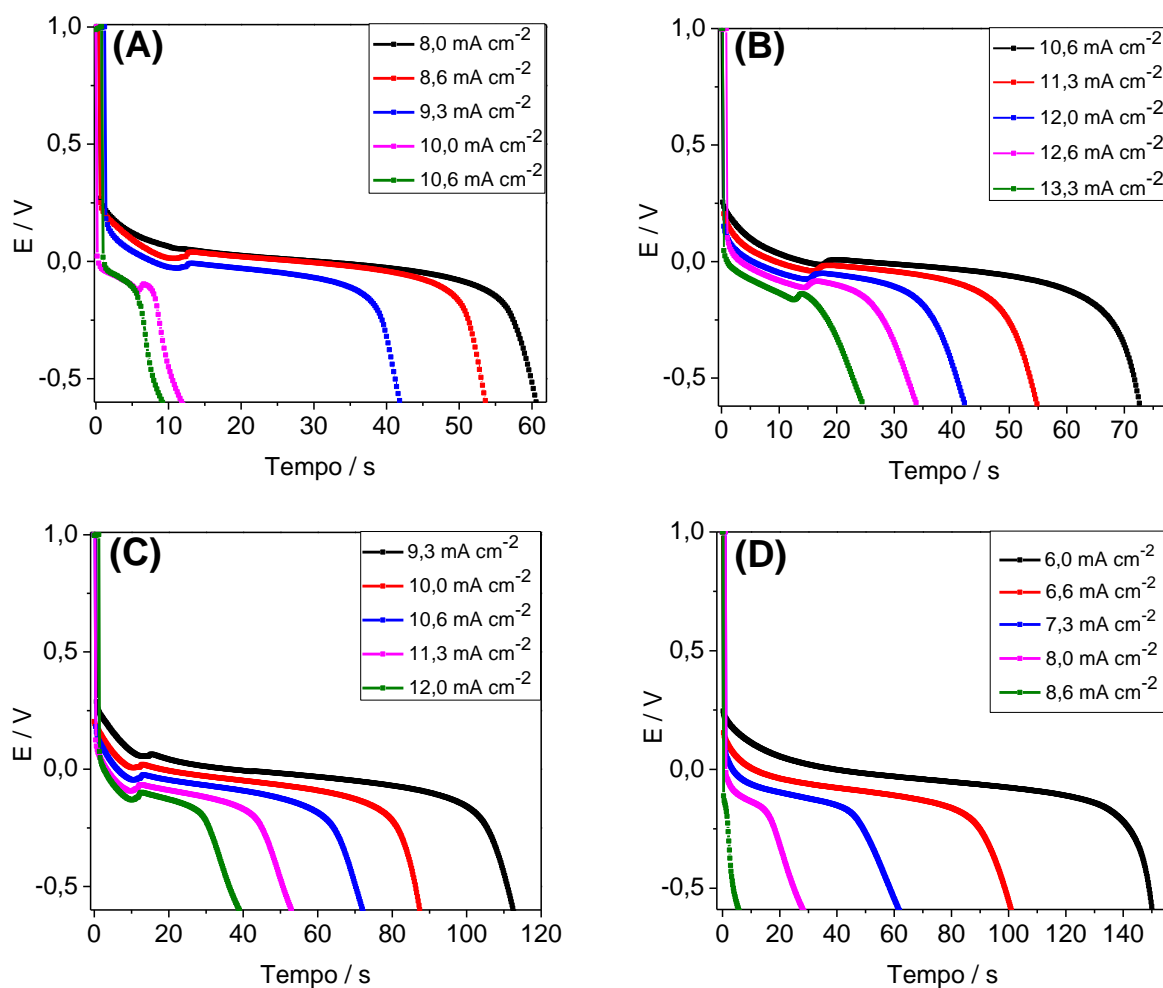 (A)
8,0 mA cm-2
8,6 mA cm-2
9,3 mA cm-2
10,0 mA cm-2
10,6 mA cm-2
1,0
0,5
0,0
-0,5
E / V
0 10 20 30 40 50 60
Tempo / s
(B)
10,6 mA cm-2
11,3 mA cm-2
12,0 mA cm-2
12,6 mA cm-2
13,3 mA cm-2
1,0
0,5
0,0
-0,5
E / V
0 10 20 30 40 50 60 70
Tempo / s
(C)
9,3 mA cm-2
10,0 mA cm-2
10,6 mA cm-2
11,3 mA cm-2
12,0 mA cm-2
1,0
0,5
0,0
-0,5
E / V
0 20 40 60 80 100 120
Tempo / s
(D)
6,0 mA cm-2
6,6 mA cm-2
7,3 mA cm-2
8,0 mA cm-2
8,6 mA cm-2
1,0
0,5
0,0
-0,5
E / V
0 20 40 60 80 100 120 140
Tempo / s